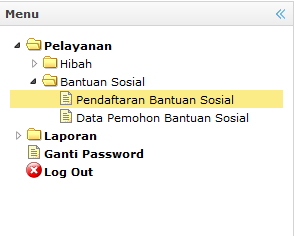 Menu
Pelayanan
Hibah
Bantuan Sosial
Pendaftaran Bantuan Sosial
Data Pemohon Bantuan Sosial
Laporan
Ganti Password
Log Out